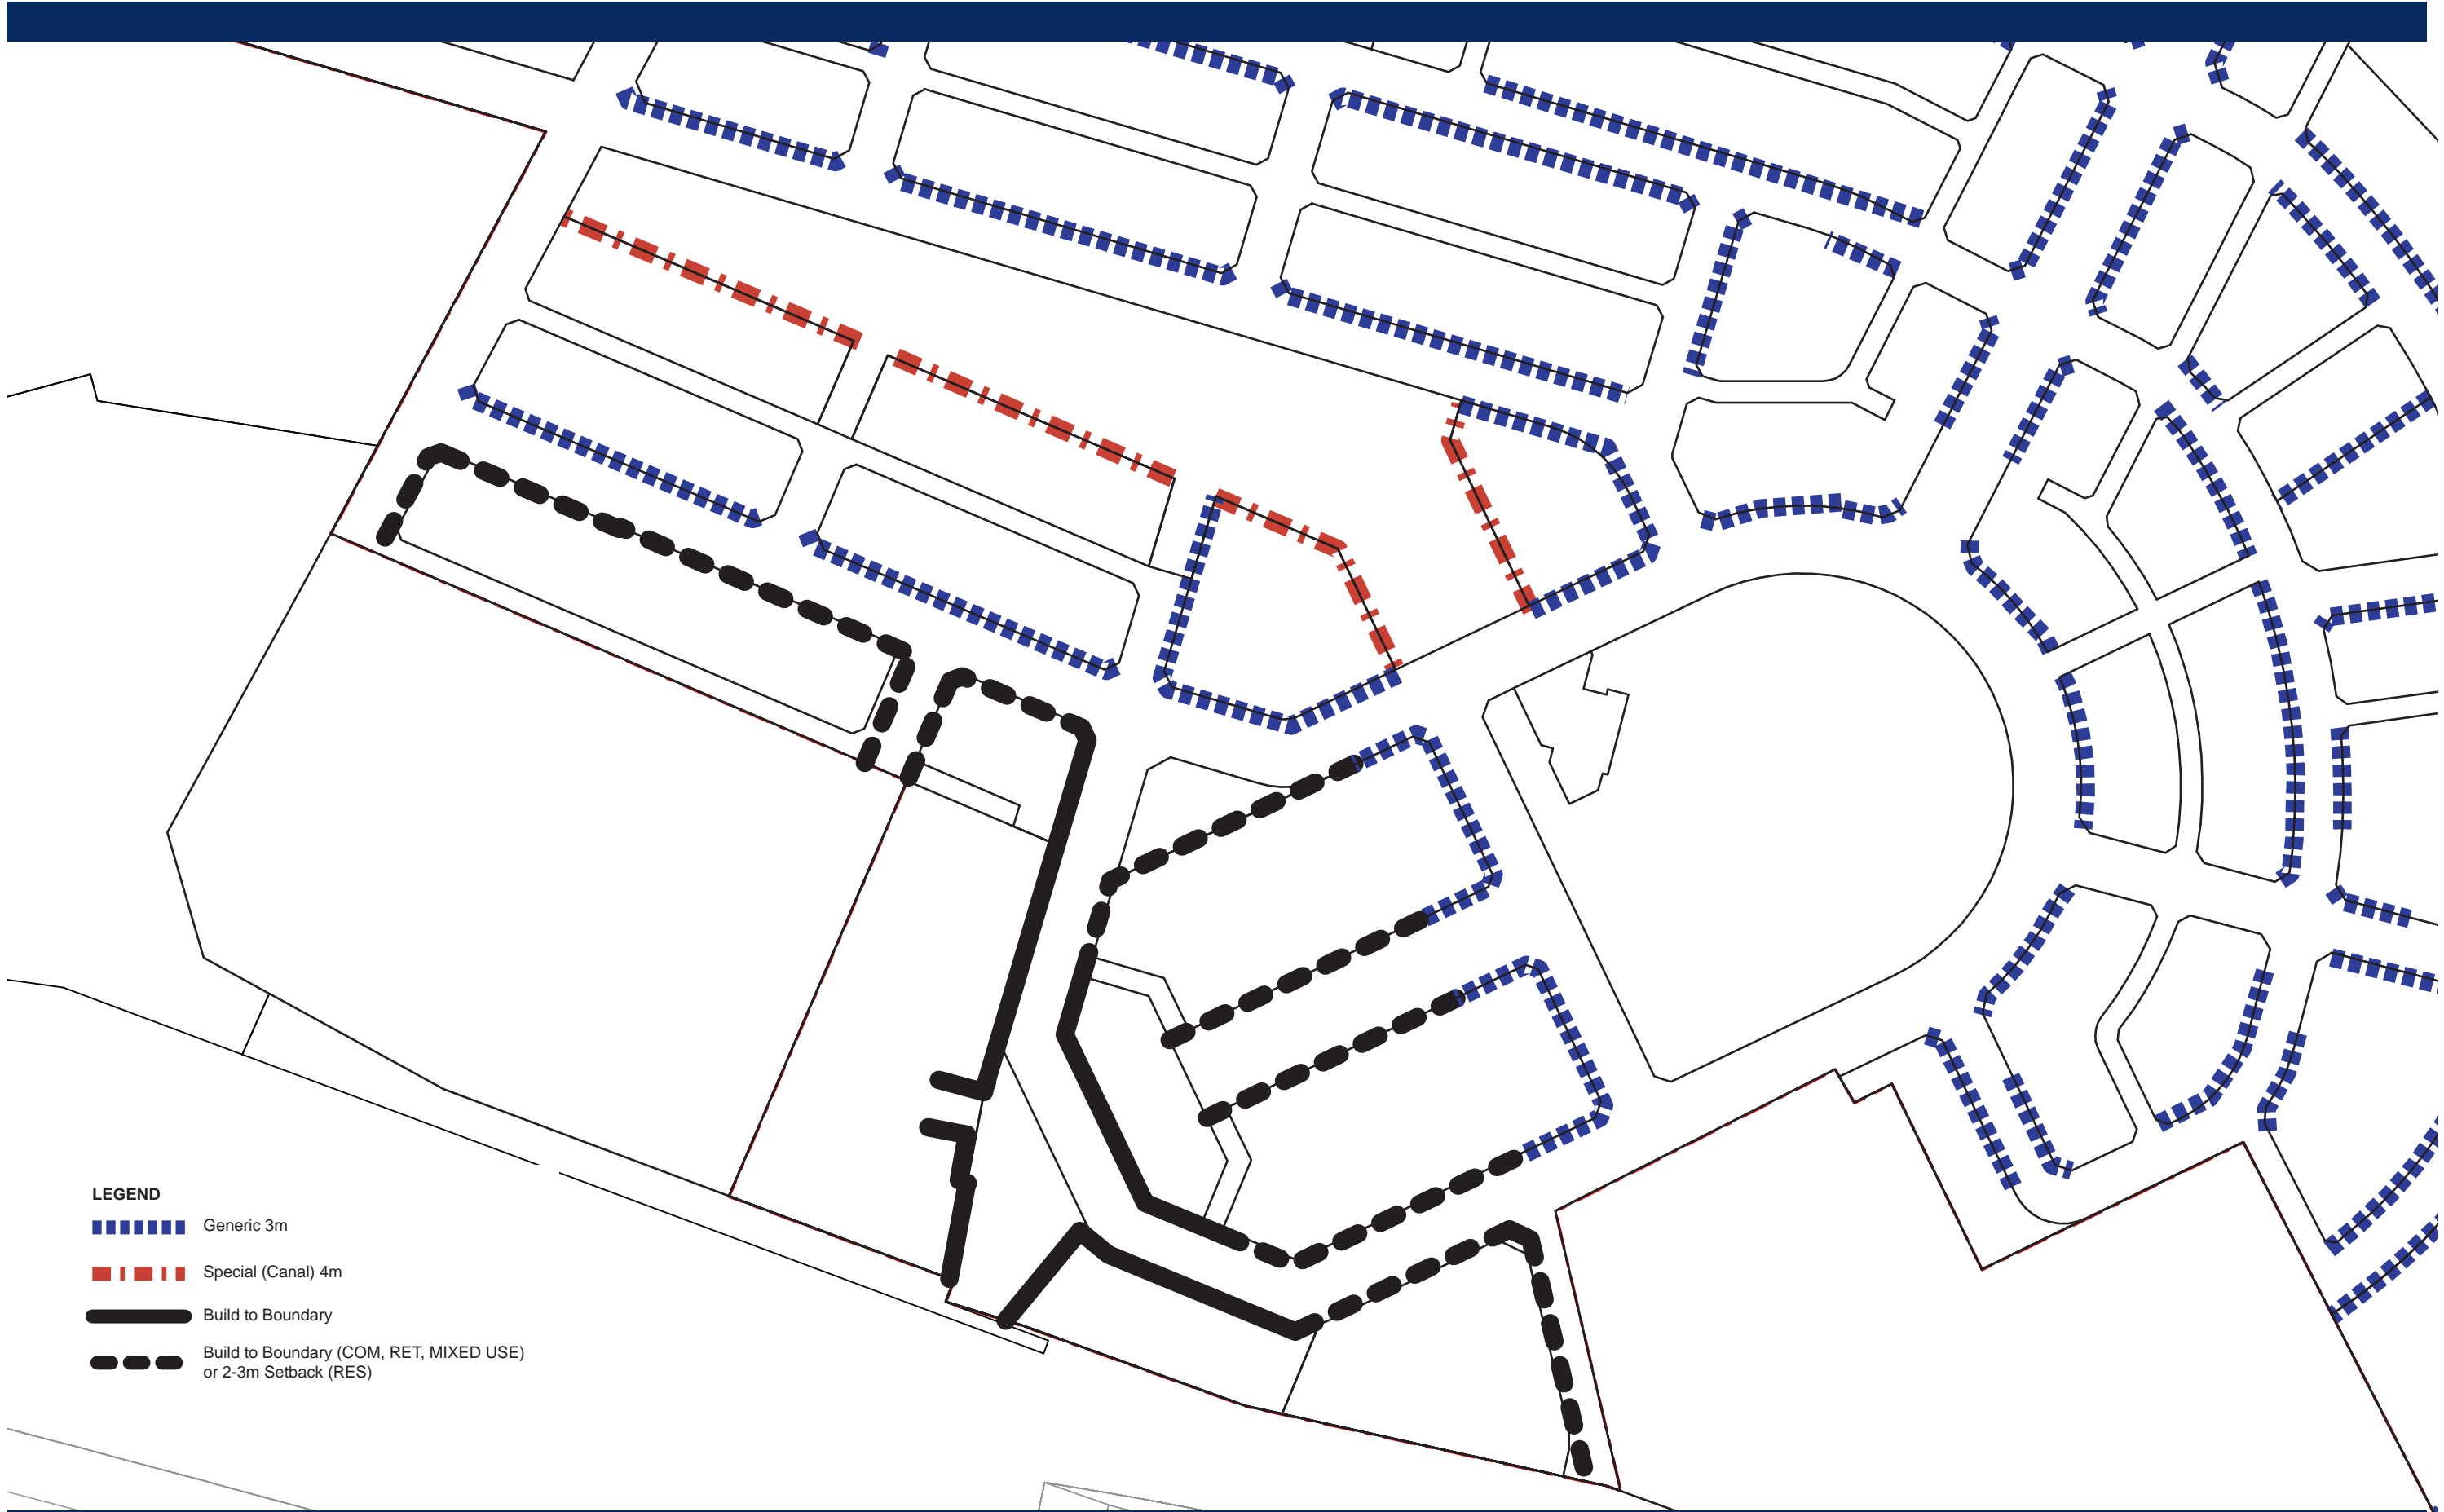 LEGEND
Generic 3m
Special (Canal) 4m
Build to Boundary
Build to Boundary (COM, RET, MIXED USE)
or 2-3m Setback (RES)